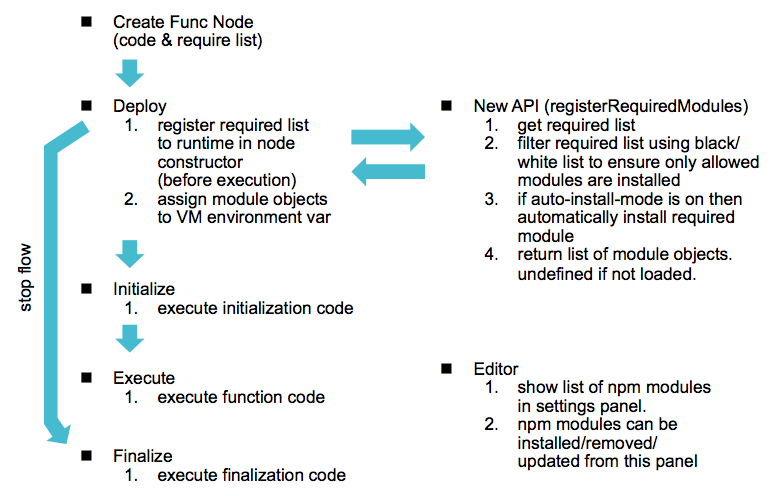 Create Func Node
(code & require list)
Deploy
1. register required list
to runtime in node
constructor
(before execution)
2. assign module objects
to VM environment var
stop flow
Initialize
1. execute initialization code
Execute
1. execute function code
Finalize
1. execute finalization code
New API (registerRequiredModules)
1. get required list
2. filter required list using black/
white list to ensure only allowed
modules are installed
3. if auto-install-mode is on then
automatically install required
module
4. return list of module objects.
undefined if not loaded.
Editor
1. show list of npm modules
in settings panel.
2. npm modules can be
installed/removed/
updated from this panel